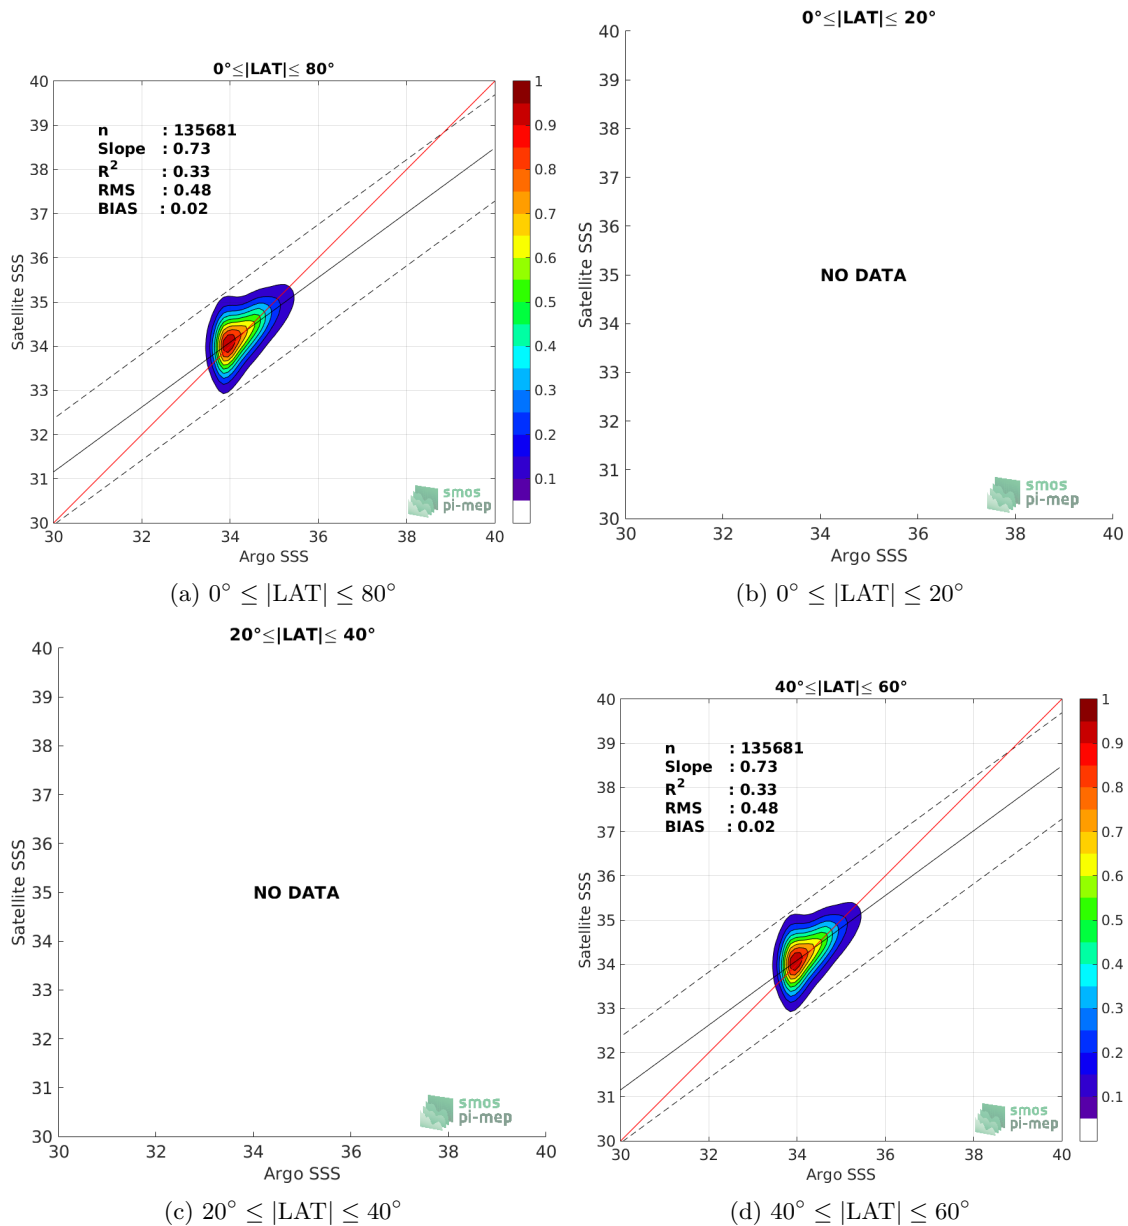 0°≤|LAT|≤ 80°
n : 135681
Slope : 0.73
R² : 0.33
RMS : 0.48
BIAS : 0.02
40
39
38
37
36
35
34
33
32
31
30
Satellite SSS
30 32 34 36 38 40
Argo SSS
1
0.9
0.8
0.7
0.6
0.5
0.4
0.3
0.2
0.1
smos
pi-mep
(a) 0° ≤ |LAT| ≤ 80°
0°≤|LAT|≤ 20°
40
39
38
37
36
35
34
33
32
31
30
Satellite SSS
NO DATA
smos
pi-mep
30 32 34 36 38 40
Argo SSS
(b) 0° ≤ |LAT| ≤ 20°
20°≤|LAT|≤ 40°
40
39
38
37
36
35
34
33
32
31
30
Satellite SSS
NO DATA
smos
pi-mep
30 32 34 36 38 40
Argo SSS
(c) 20° ≤ |LAT| ≤ 40°
40°≤|LAT|≤ 60°
n : 135681
Slope : 0.73
R² : 0.33
RMS : 0.48
BIAS : 0.02
40
39
38
37
36
35
34
33
32
31
30
Satellite SSS
30 32 34 36 38 40
Argo SSS
1
0.9
0.8
0.7
0.6
0.5
0.4
0.3
0.2
0.1
smos
pi-mep
(d) 40° ≤ |LAT| ≤ 60°